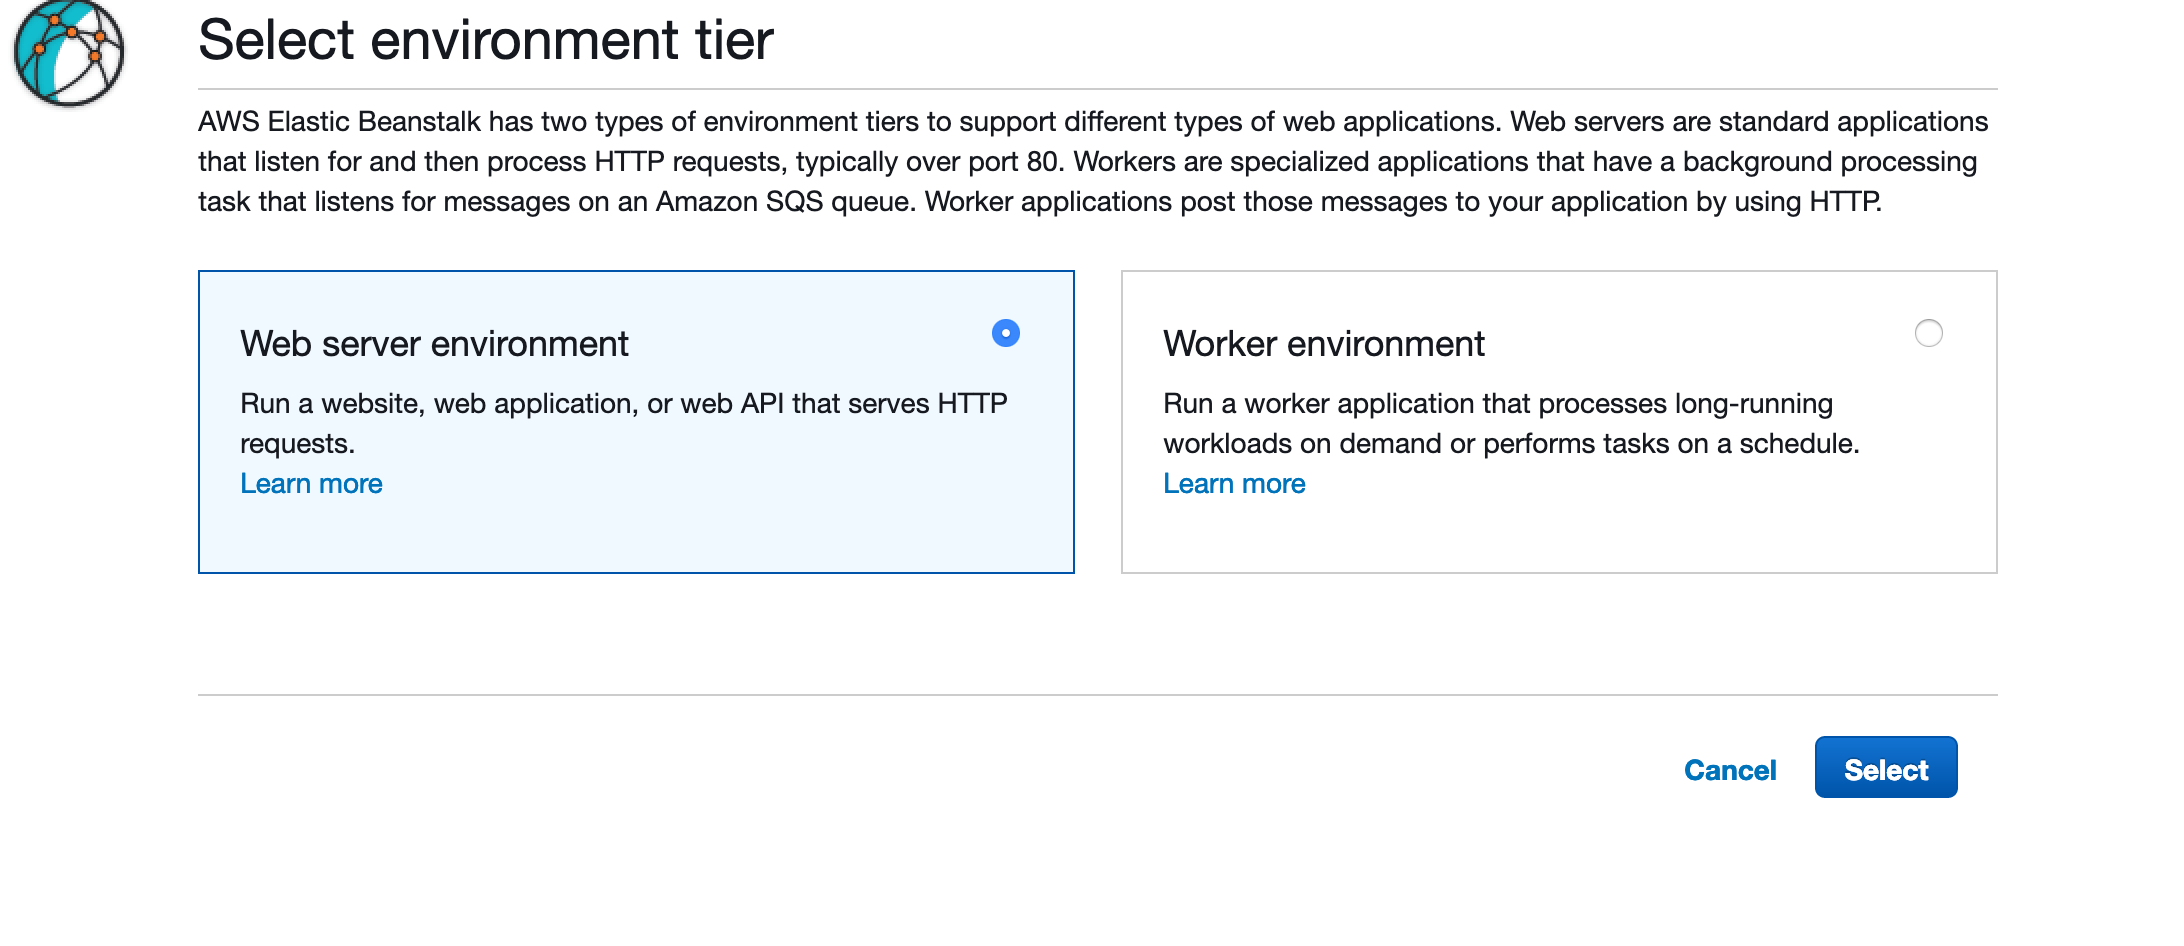 Select environment tier
AWS Elastic Beanstalk has two types of environment tiers to support different types of web applications. Web servers are standard applications
that listen for and then process HTTP requests, typically over port 80. Workers are specialized applications that have a background processing
task that listens for messages on an Amazon SQS queue. Worker applications post those messages to your application by using HTTP.
Web server environment
Run a website, web application, or web API that serves HTTP
requests.
Learn more
Worker environment
Run a worker application that processes long-running
workloads on demand or performs tasks on a schedule.
Learn more
Cancel
Select